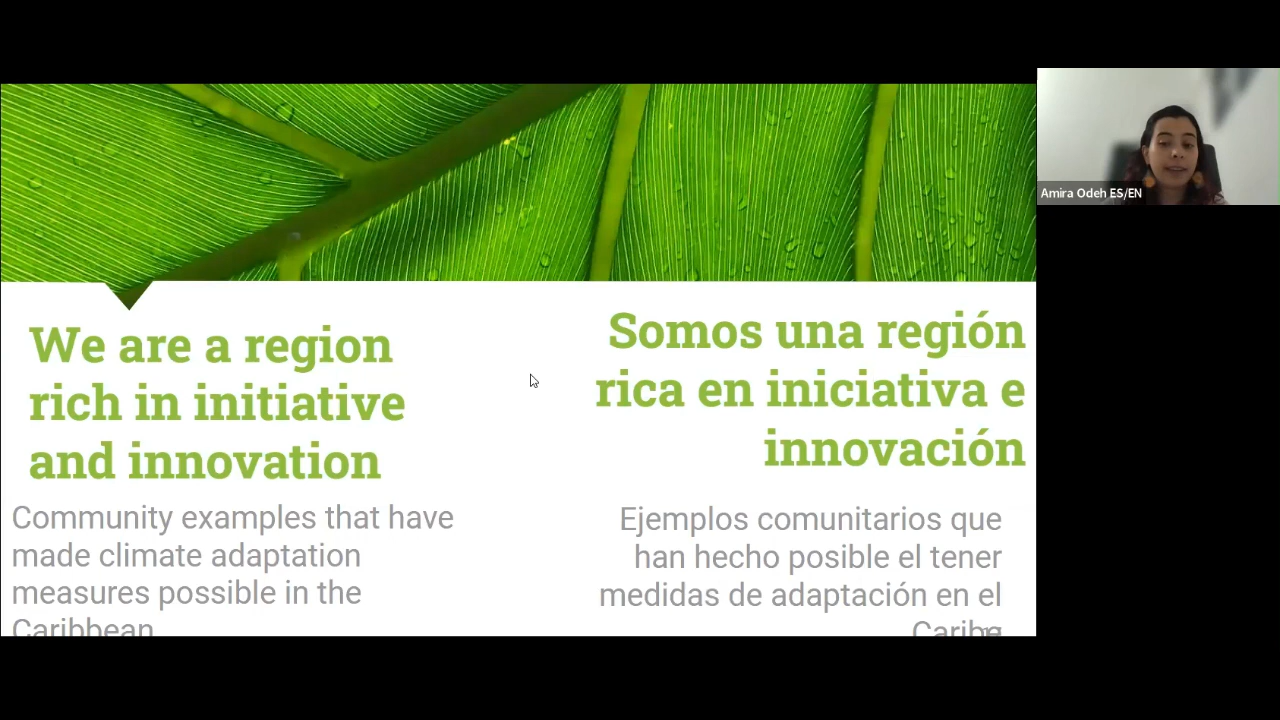 We are a region
rich in initiative
and innovation
Community examples that have
made climate adaptation
measures possible in the
Caribbean
Somos una región
rica en iniciativa e
innovación
Ejemplos comunitarios que
han hecho posible el tener
medidas de adaptación en el
Caribe
Amira Odeh ES/EN